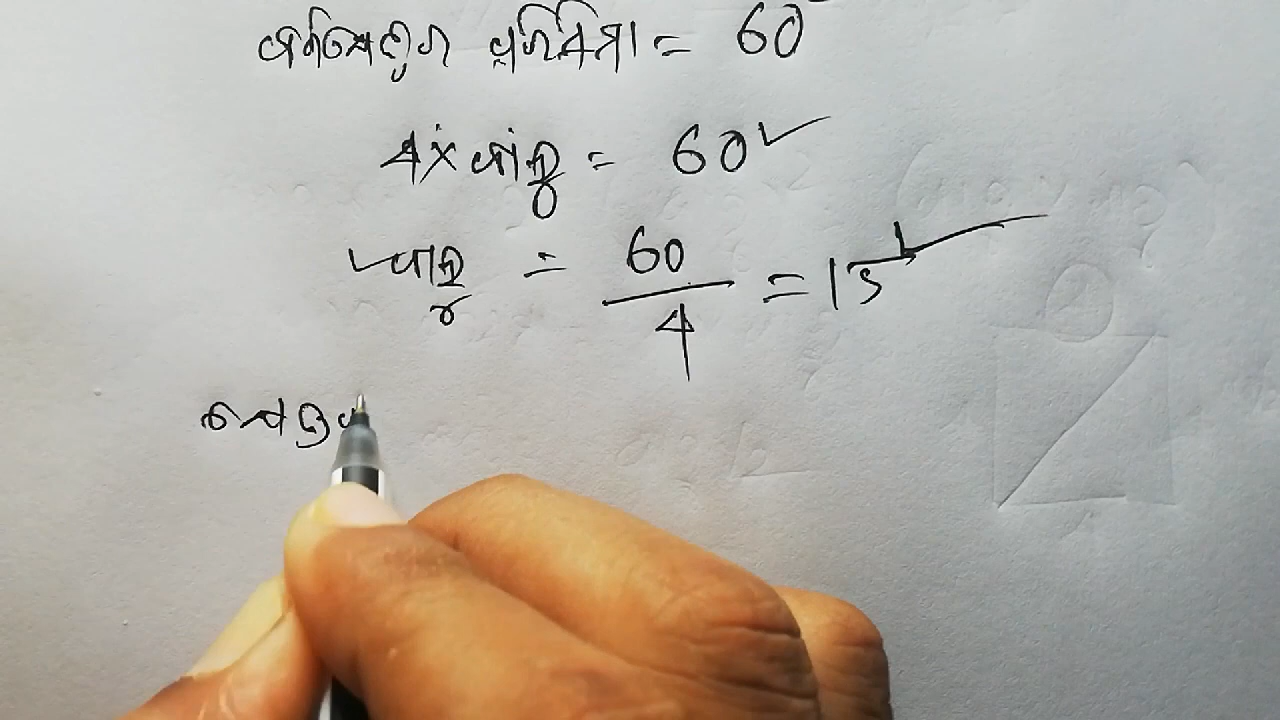 ବର୍ଗକ୍ଷେତ୍ରର ପରିସୀମା = 60
4 × ବାହୁ = 60
ବାହୁ = 60/4 = 15